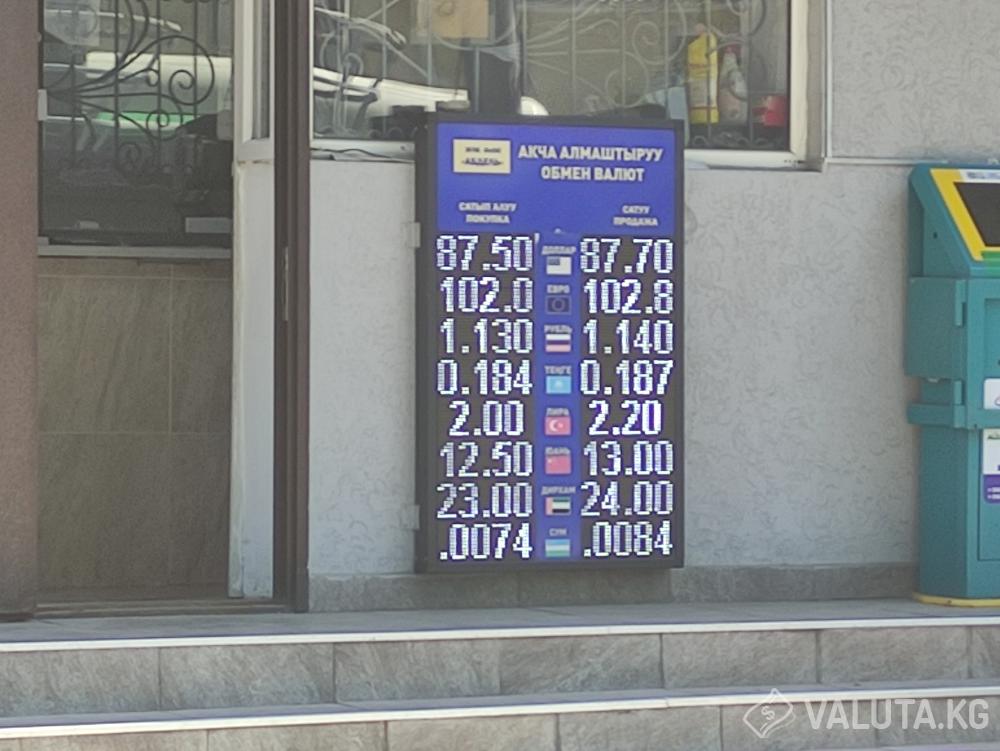 АКЧА АЛМАШТЫРУУ
ОБМЕН ВАЛЮТ
САТЫП АЛУУ САТУУ
ПОКУПКА ПРОДАЖА
87.50 ДОЛЛАР 87.70
102.0 ЕВРО 102.8
1.130 РУБЛЬ 1.140
0.184 ТЕНГЕ 0.187
2.00 ЛИРА 2.20
12.50 ЮАНЬ 13.00
23.00 ДИРХАМ 24.00
.0074 СУМ .0084
VALUTA.KG